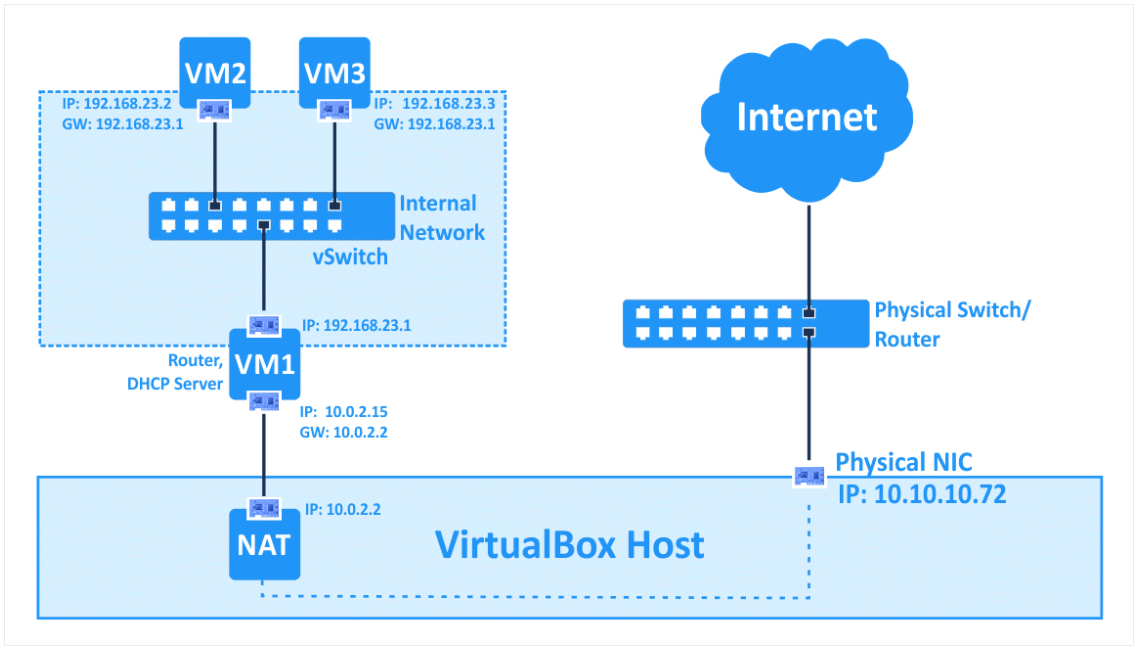 VM2
VM3
IP: 192.168.23.2
GW: 192.168.23.1
IP: 192.168.23.3
GW: 192.168.23.1
Internet
Internal
Network
vSwitch
Physical Switch/
Router
IP: 192.168.23.1
Router,
DHCP Server
VM1
IP: 10.0.2.15
GW: 10.0.2.2
Physical NIC
IP: 10.10.10.72
IP: 10.0.2.2
NAT
VirtualBox Host